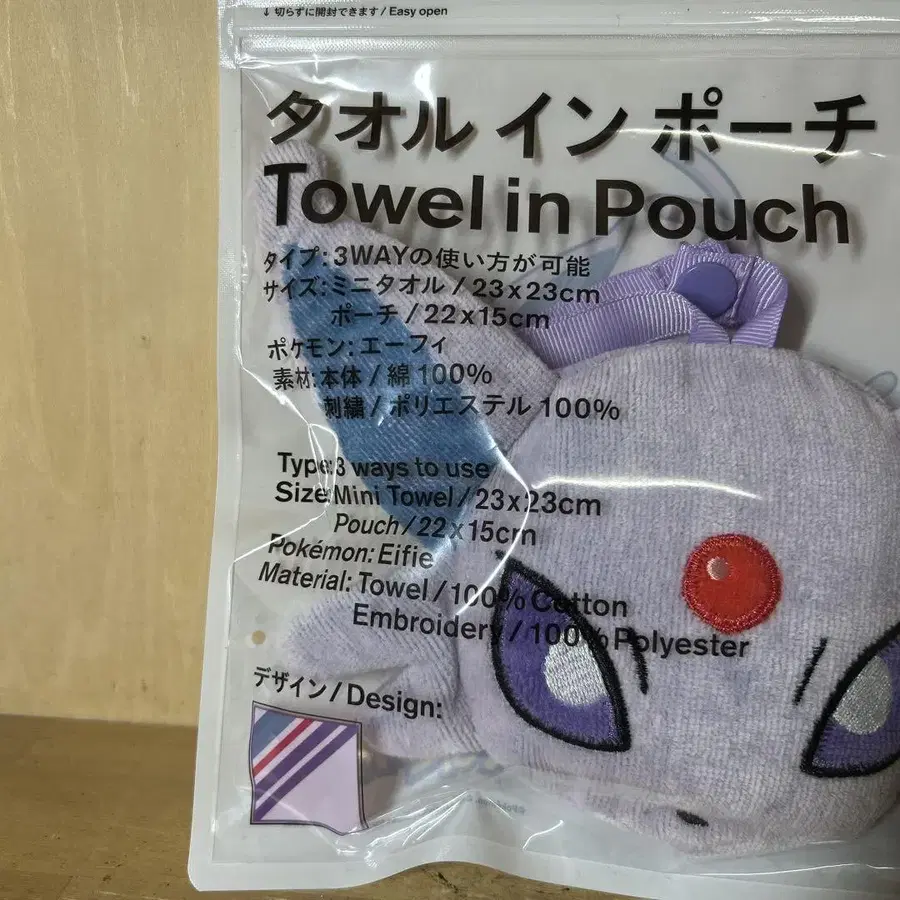 ↓切らずに開封できます / Easy open
タオル イン ポーチ
Towel in Pouch
タイプ: 3WAYの使い方が可能
サイズ: ミニタオル / 23x23cm
ポーチ / 22x15cm
ポケモン: エーフィ
素材: 本体 / 綿 100%
刺繍 / ポリエステル 100%
Type: 3 ways to use
Size: Mini Towel / 23x23cm
Pouch / 22x15cm
Pokémon: Eifie
Material: Towel / 100% Cotton
Embroidery / 100% Polyester
デザイン / Design: